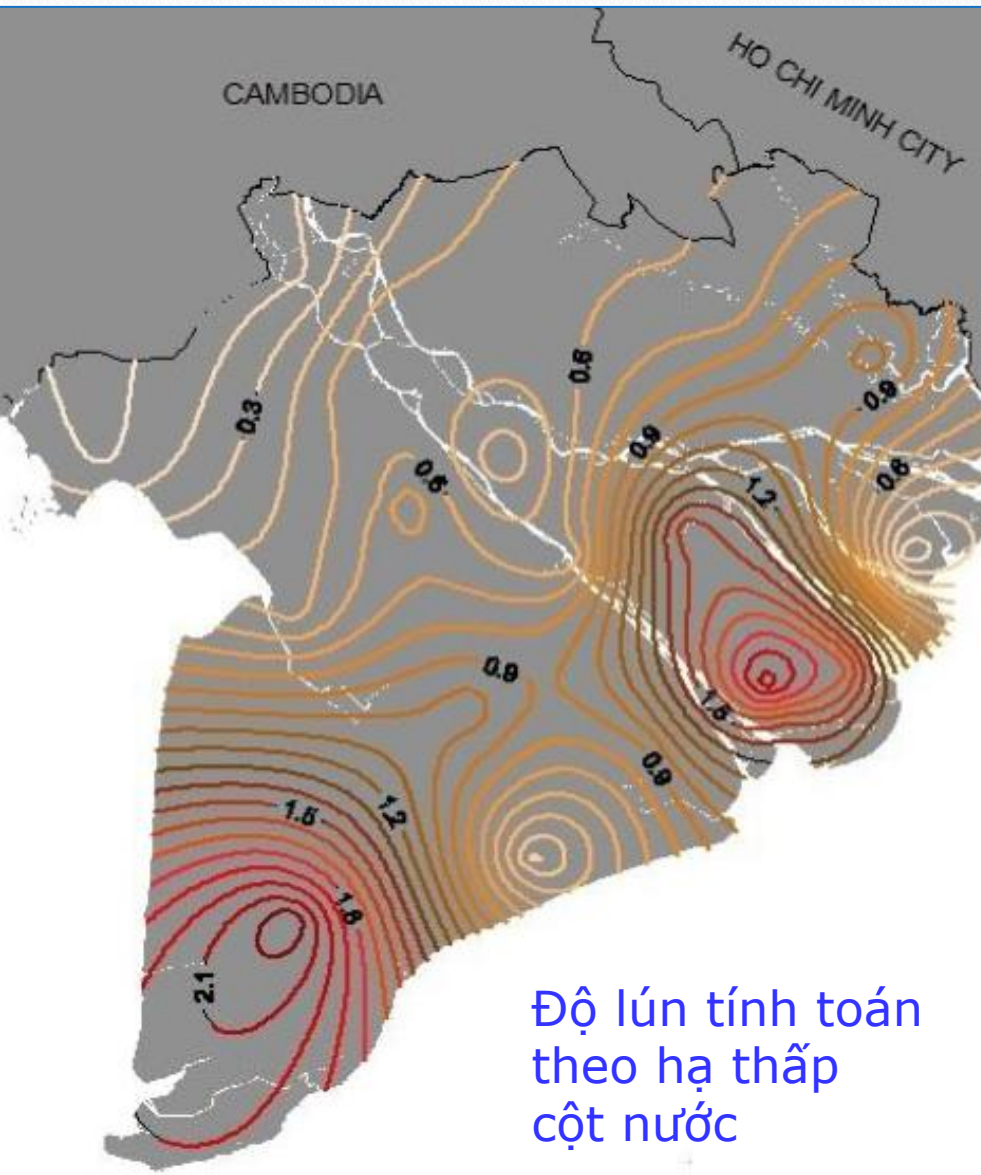 CAMBODIA
HO CHI MINH CITY
0.3
0.6
0.6
0.9
0.9
0.6
1.2
0.9
1.5
0.9
1.5
1.2
1.8
2.1
Độ lún tính toán
theo hạ thấp
cột nước